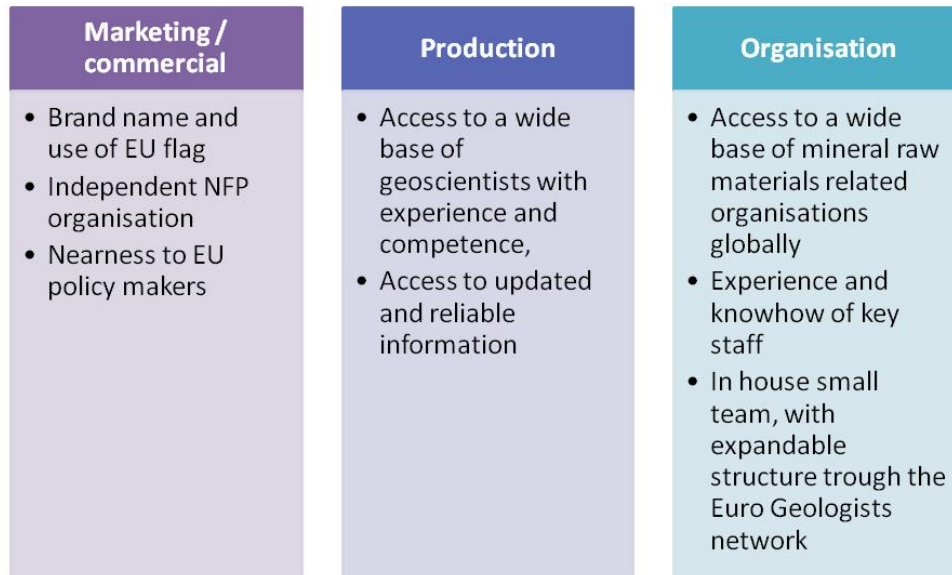 Marketing /
commercial
• Brand name and
use of EU flag
• Independent NFP
organisation
• Nearness to EU
policy makers
Production
• Access to a wide
base of
geoscientists with
experience and
competence,
• Access to updated
and reliable
information
Organisation
• Access to a wide
base of mineral raw
materials related
organisations
globally
• Experience and
knowhow of key
staff
• In house small
team, with
expandable
structure trough the
Euro Geologists
network